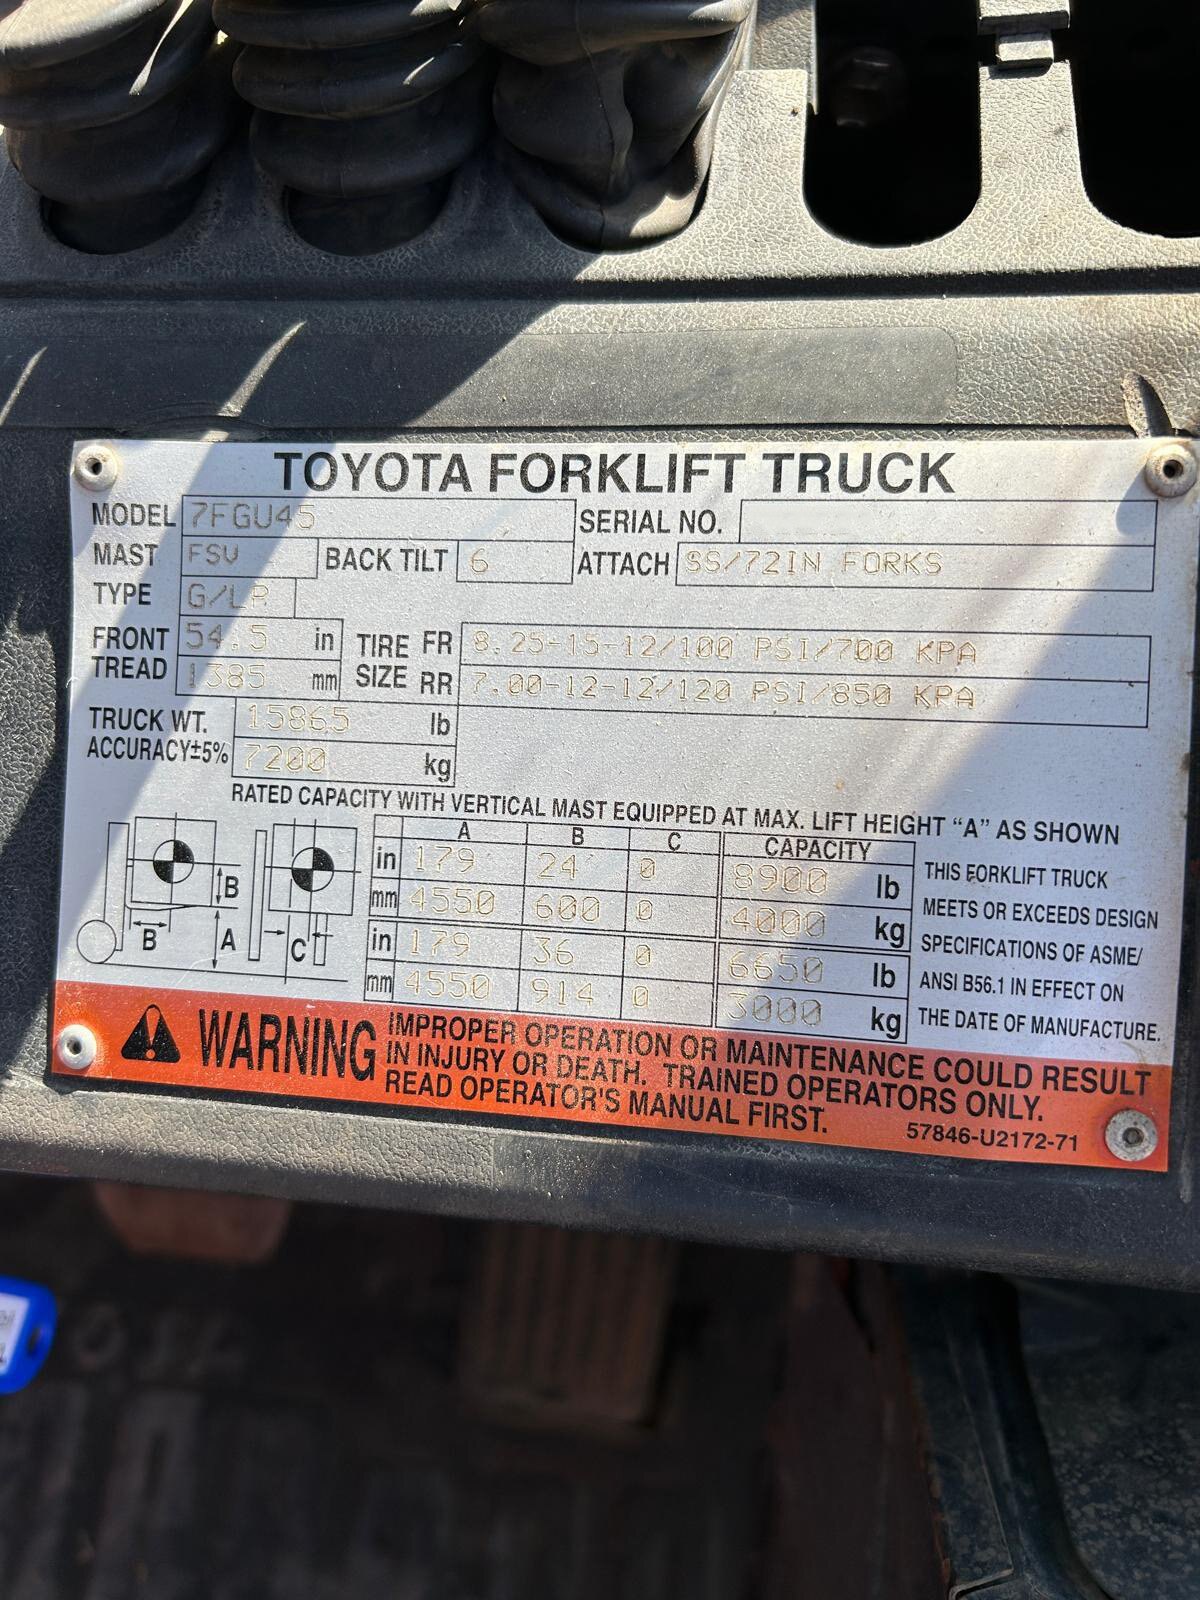 TOYOTA FORKLIFT TRUCK
MODEL 7FGU45 SERIAL NO.
MAST FSV BACK TILT 6 ATTACH SS/72IN FORKS
TYPE G/LP
FRONT TREAD 54.5 in
1385 mm
TIRE SIZE FR 8.25-15-12/100 PSI/700 KPA
RR 7.00-12-12/120 PSI/850 KPA
TRUCK WT. 15865 lb
ACCURACY±5% 7200 kg
RATED CAPACITY WITH VERTICAL MAST EQUIPPED AT MAX. LIFT HEIGHT “A” AS SHOWN
A B C CAPACITY
in 179 24 0 8900 lb
mm 4550 600 0 4000 kg
in 179 36 0 6650 lb
mm 4550 914 0 3000 kg
B
B A C
THIS FORKLIFT TRUCK
MEETS OR EXCEEDS DESIGN
SPECIFICATIONS OF ASME/
ANSI B56.1 IN EFFECT ON
THE DATE OF MANUFACTURE.
WARNING
IMPROPER OPERATION OR MAINTENANCE COULD RESULT
IN INJURY OR DEATH. TRAINED OPERATORS ONLY.
READ OPERATOR'S MANUAL FIRST.
57846-U2172-71